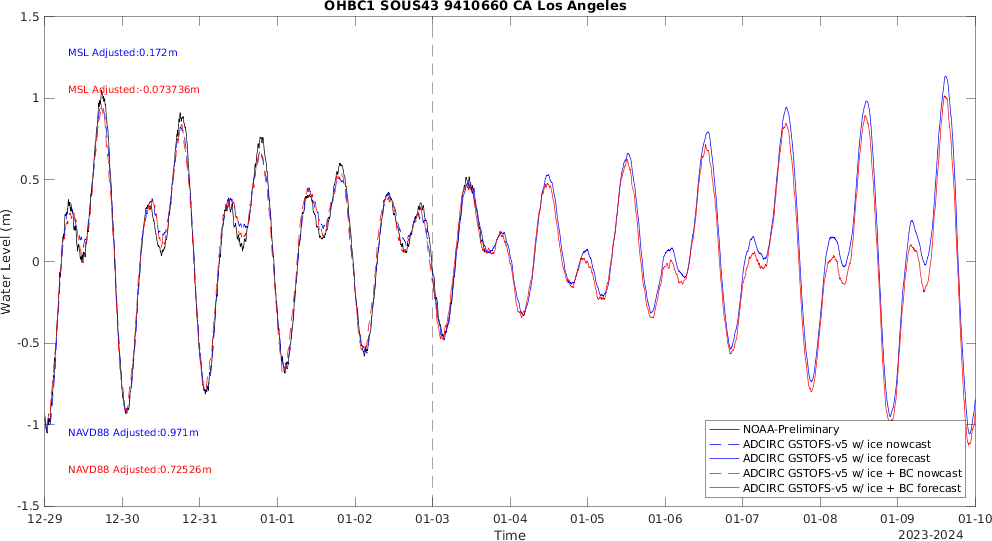 OHBC1 SOUS43 9410660 CA Los Angeles
1.5
1
0.5
0
-0.5
-1
-1.5
Water Level (m)
MSL Adjusted:0.172m
MSL Adjusted:-0.073736m
NAVD88 Adjusted:0.971m
NAVD88 Adjusted:0.72526m
NOAA-Preliminary
ADCIRC GSTOFS-v5 w/ ice nowcast
ADCIRC GSTOFS-v5 w/ ice forecast
ADCIRC GSTOFS-v5 w/ ice + BC nowcast
ADCIRC GSTOFS-v5 w/ ice + BC forecast
12-29 12-30 12-31 01-01 01-02 01-03 01-04 01-05 01-06 01-07 01-08 01-09 01-10
Time
2023-2024